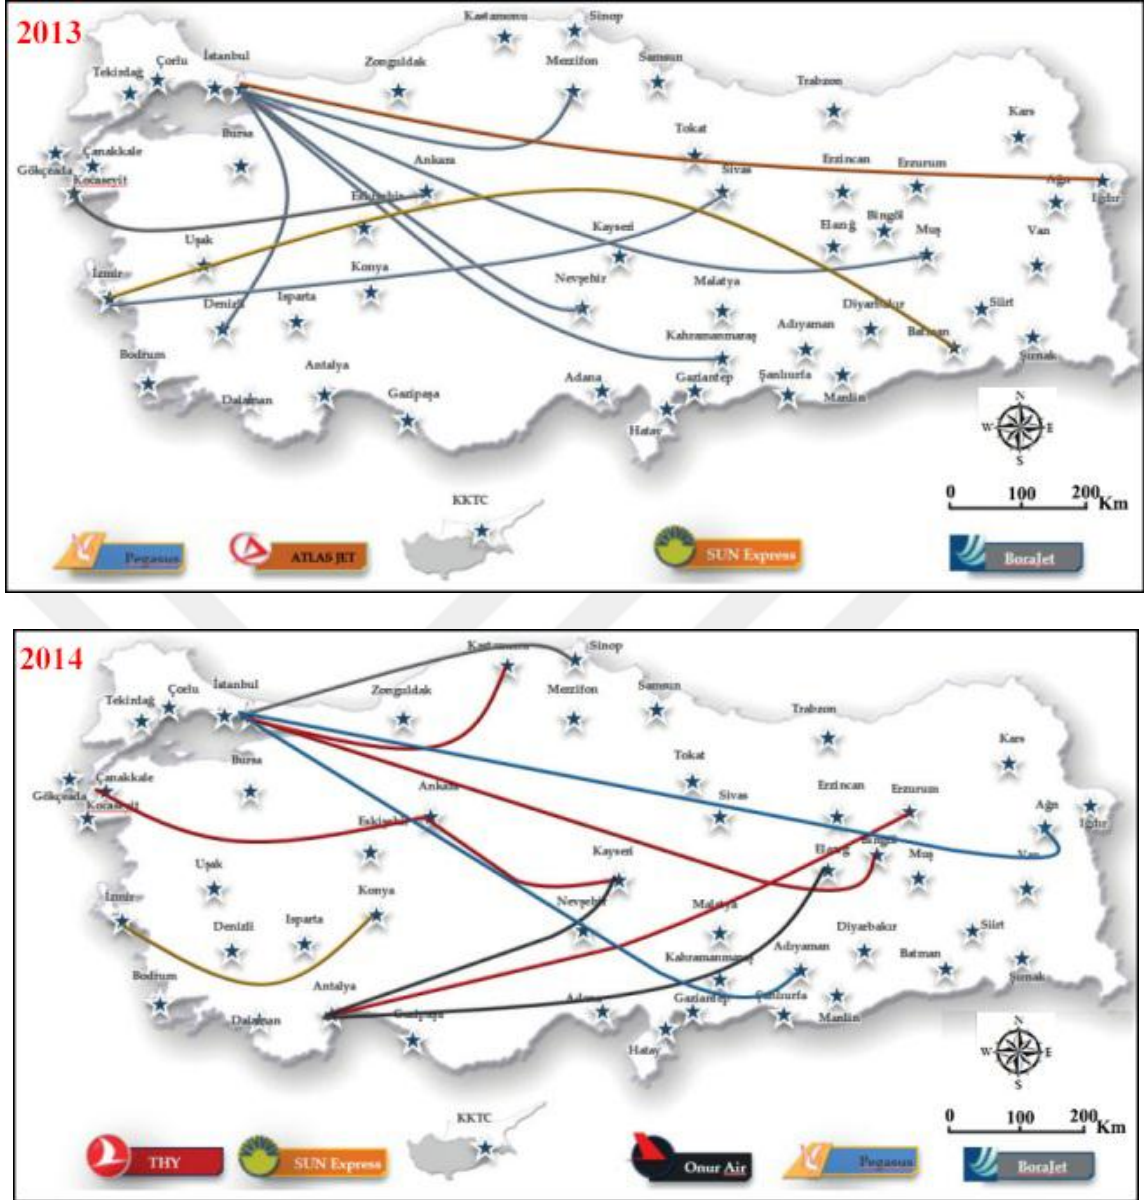 2013
Kastamonu
Sinop
Çorlu
İstanbul
Zonguldak
Merzifon
Samsun
Tekirdağ
Trabzon
Kars
Tokat
Bursa
Gökçeada
Çanakkale
Ankara
Erzincan
Erzurum
Kocaseyit
Sivas
Ağrı
Iğdır
Eskişehir
Bingöl
Uşak
Kayseri
Elazığ
Muş
Van
İzmir
Konya
Nevşehir
Malatya
Denizli
Isparta
Diyarbakır
Siirt
Adıyaman
Batman
Kahramanmaraş
Bodrum
Şırnak
Antalya
Adana
Gaziantep
Şanlıurfa
Dalaman
Gazipaşa
Mardin
Hatay
N
W E
S
0 100 200 Km
KKTC
Pegasus
ATLAS JET
SUN Express
BoraJet
2014
Kastamonu
Sinop
Çorlu
İstanbul
Zonguldak
Merzifon
Samsun
Tekirdağ
Trabzon
Kars
Tokat
Bursa
Çanakkale
Ankara
Erzincan
Erzurum
Gökçeada
Kocaseyit
Sivas
Ağrı
Iğdır
Eskişehir
Bingöl
Uşak
Kayseri
Elazığ
Muş
Van
İzmir
Konya
Nevşehir
Malatya
Denizli
Isparta
Diyarbakır
Siirt
Adıyaman
Batman
Kahramanmaraş
Bodrum
Şırnak
Antalya
Adana
Gaziantep
Şanlıurfa
Dalaman
Gazipaşa
Mardin
Hatay
N
W E
S
0 100 200 Km
KKTC
THY
SUN Express
Onur Air
Pegasus
BoraJet